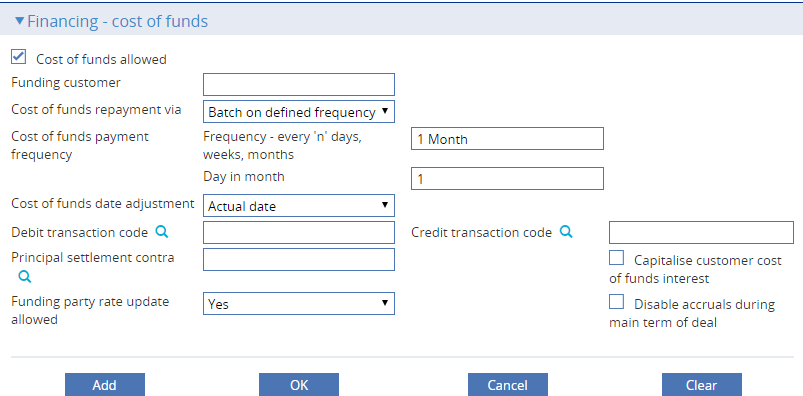 Financing - cost of funds
Cost of funds allowed
Funding customer
Cost of funds repayment via Batch on defined frequency
Cost of funds payment
frequency
Frequency - every 'n' days,
weeks, months
1 Month
Day in month 1
Cost of funds date adjustment Actual date
Debit transaction code Credit transaction code
Principal settlement contra
Capitalise customer cost
of funds interest
Funding party rate update
allowed
Yes
Disable accruals during
main term of deal
Add OK Cancel Clear